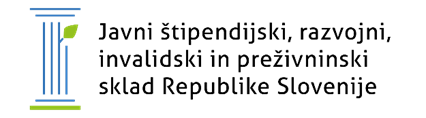 Javni štipendijski, razvojni,
invalidski in preživninski
sklad Republike Slovenije